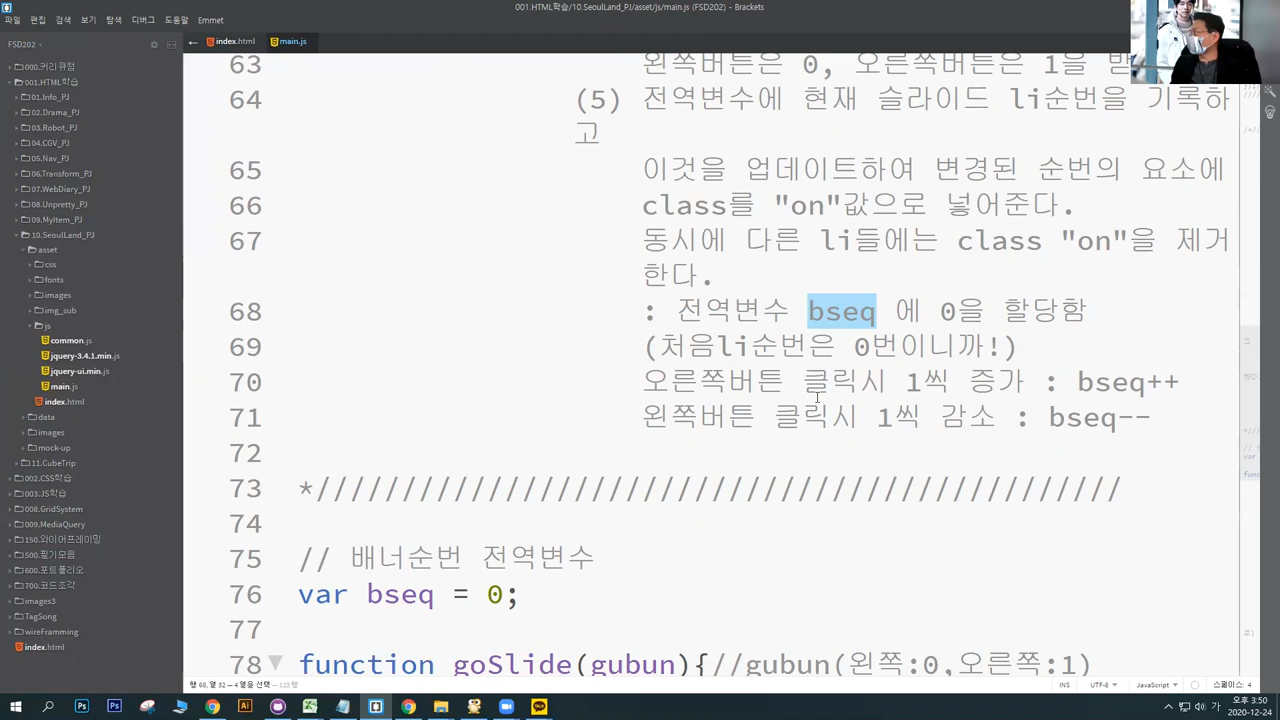 001.HTML학습/10.SeoulLand_PJ/asset/js/main.js (FSD202) - Brackets
파일 편집 검색 보기 탐색 디버그 도움말 Emmet
FSD202
index.html
main.js
000.커리큐럼
001.HTML학습
01.Info_PJ
02.Drama_PJ
03.Robot_PJ
04.CGV_PJ
05.Nav_PJ
06.Transform_PJ
07.WebDiary_PJ
08.Unpretty_PJ
09.MyItem_PJ
10.SeoulLand_PJ
asset
css
fonts
images
img_sub
js
common.js
jquery-3.4.1.min.js
jquery-ui.min.js
main.js
index.html
data
images
mock-up
11.CubeTrip
002.CSS학습
003.JS학습
008.GridSystem
009.MediaQuery
150.와이어프레이밍
500.필기모음
600.포트폴리오
700.코드조각
images3
TagSong
wireFramming
index.html
63 왼쪽버튼은 0, 오른쪽버튼은 1을 받
64 (5) 전역변수에 현재 슬라이드 li순번을 기록하
고
65 이것을 업데이트하여 변경된 순번의 요소에
66 class를 "on"값으로 넣어준다.
67 동시에 다른 li들에는 class "on"을 제거
한다.
68 : 전역변수 bseq 에 0을 할당함
69 (처음li순번은 0번이니까!)
70 오른쪽버튼 클릭시 1씩 증가 : bseq++
71 왼쪽버튼 클릭시 1씩 감소 : bseq--
72
73 *///////////////////////////////////////////////
74
75 // 배너순번 전역변수
76 var bseq = 0;
77
78 function goSlide(gubun){//gubun(왼쪽:0,오른쪽:1)
행 68, 열 32 — 4 열을 선택 — 122행
INS UTF-8 JavaScript 스페이스: 4
가 오후 3:50
2020-12-24